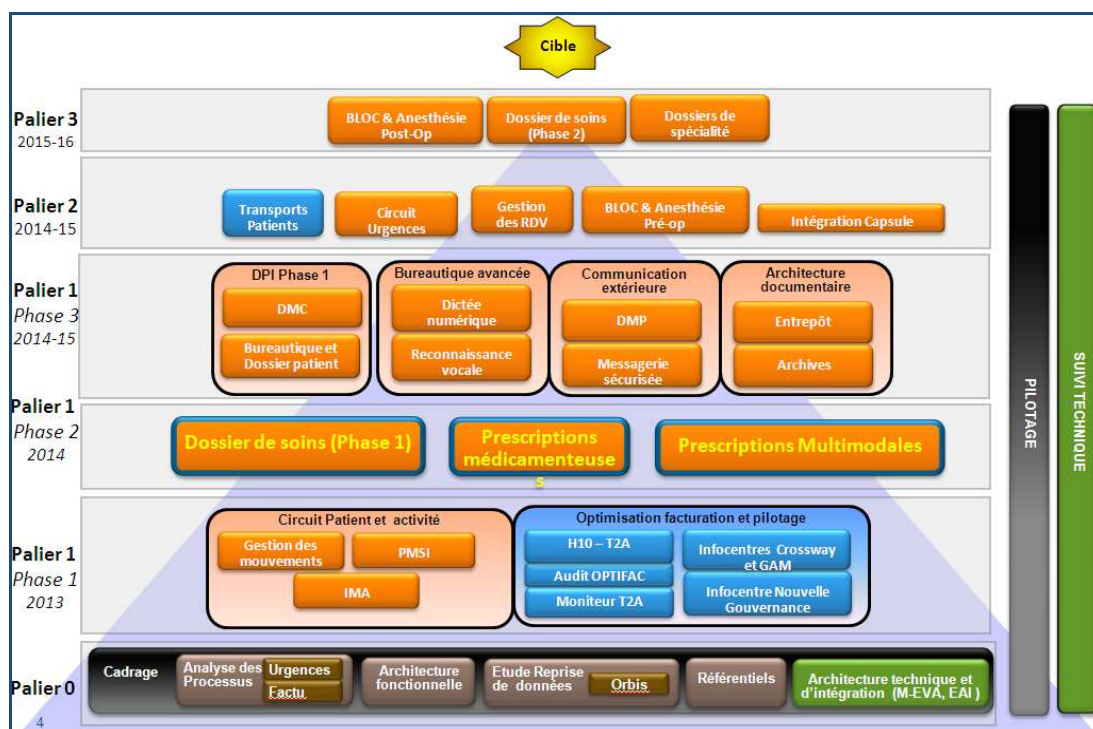 Cible
Palier 3
2015-16
BLOC & Anesthésie
Post-Op
Dossier de soins
(Phase 2)
Dossiers de
spécialité
Palier 2
2014-15
Transports
Patients
Circuit
Urgences
Gestion
des RDV
BLOC & Anesthésie
Pré-op
Intégration Capsule
Palier 1
Phase 3
2014-15
DPI Phase 1
DMC
Bureautique et
Dossier patient
Bureautique avancée
Dictée
numérique
Reconnaissance
vocale
Communication
extérieure
DMP
Messagerie
sécurisée
Architecture
documentaire
Entrepôt
Archives
Palier 1
Phase 2
2014
Dossier de soins (Phase 1)
Prescriptions
médicamenteuse
s
Prescriptions Multimodales
Palier 1
Phase 1
2013
Circuit Patient et activité
Gestion des
mouvements
PMSI
IMA
Optimisation facturation et pilotage
H10 – T2A
Audit OPTIFAC
Moniteur T2A
Infocentres Crossway
et GAM
Infocentre Nouvelle
Gouvernance
Palier 0
Cadrage
Analyse des
Processus
Urgences
Factu
Architecture
fonctionnelle
Etude Reprise
de données
Orbis
Référentiels
Architecture technique et
d'intégration (M-EVA, EAI )
PILOTAGE
SUIVI TECHNIQUE
4